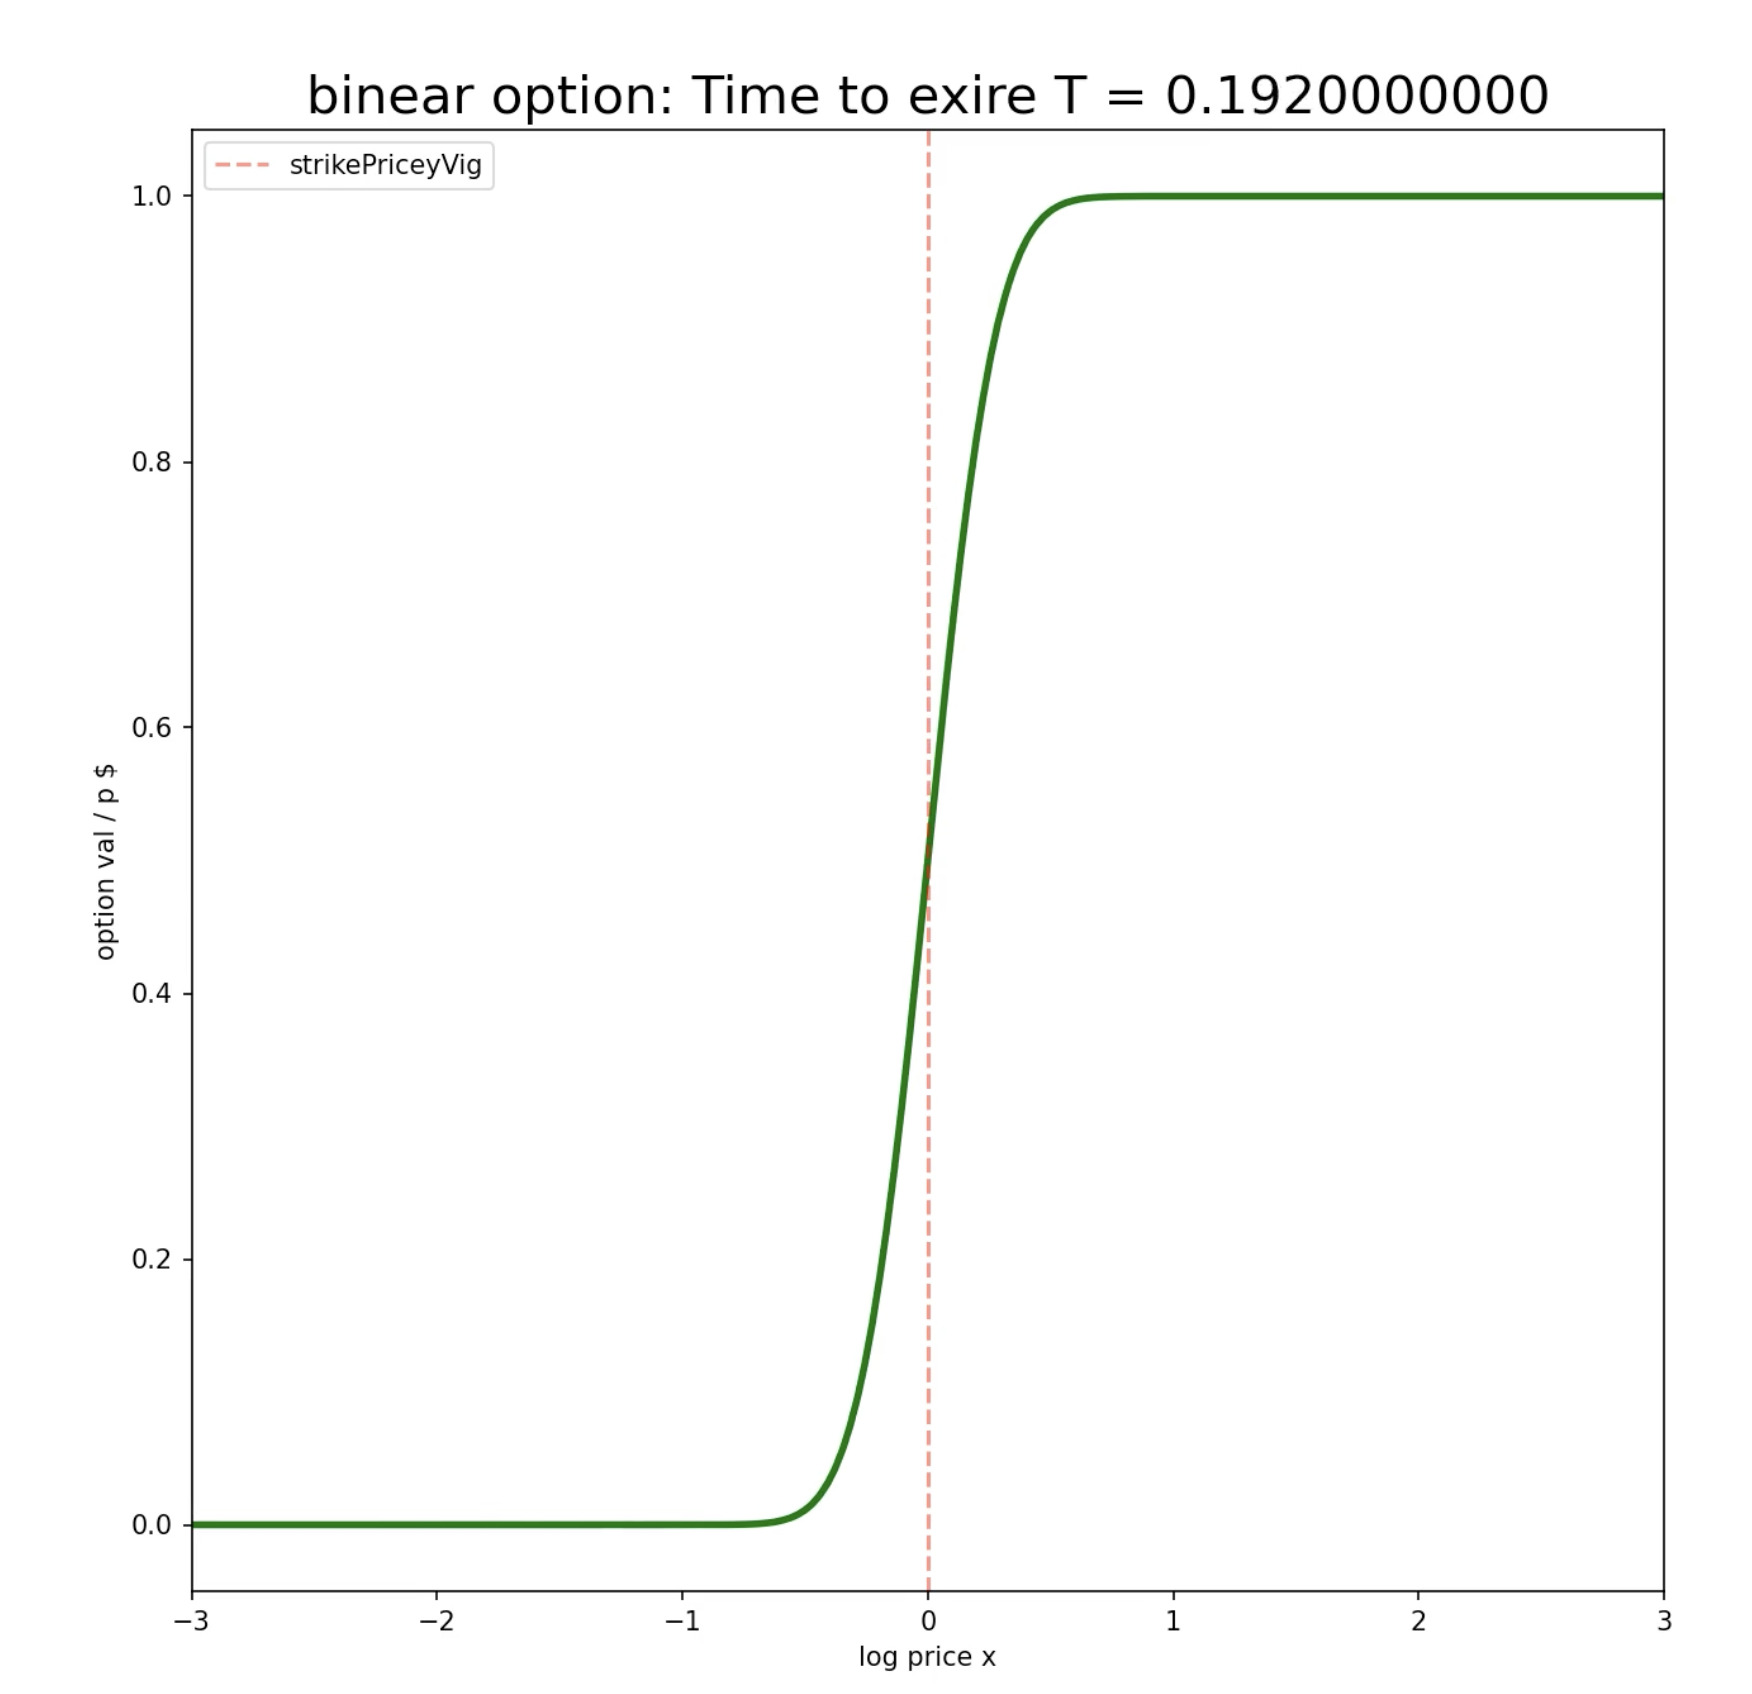 binear option: Time to exire T = 0.1920000000
strikePriceyVig
1.0
0.8
0.6
0.4
0.2
0.0
option val / p $
−3 −2 −1 0 1 2 3
log price x